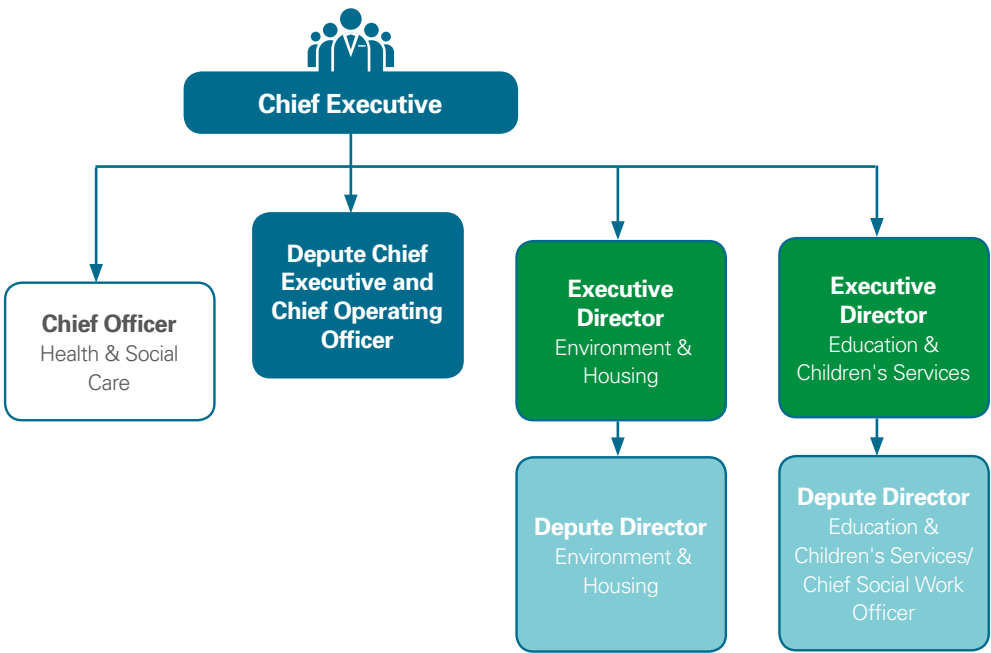 Chief Executive
Chief Officer
Health & Social
Care
Depute Chief
Executive and
Chief Operating
Officer
Executive
Director
Environment &
Housing
Executive
Director
Education &
Children's Services
Depute Director
Environment &
Housing
Depute Director
Education &
Children's Services/
Chief Social Work
Officer